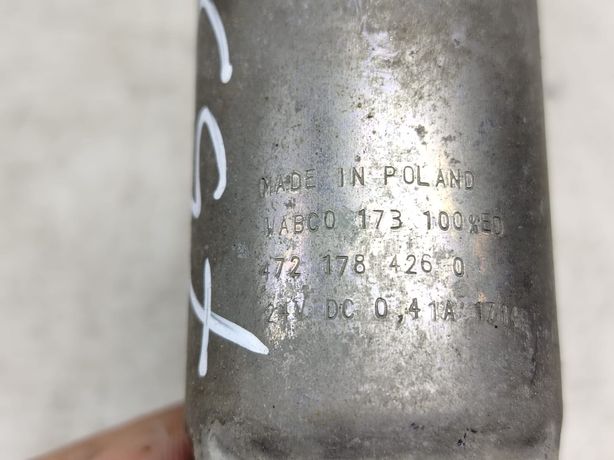 MADE IN POLAND
WABCO 173 100%ED
472 178 426 0
24V DC 0,41A